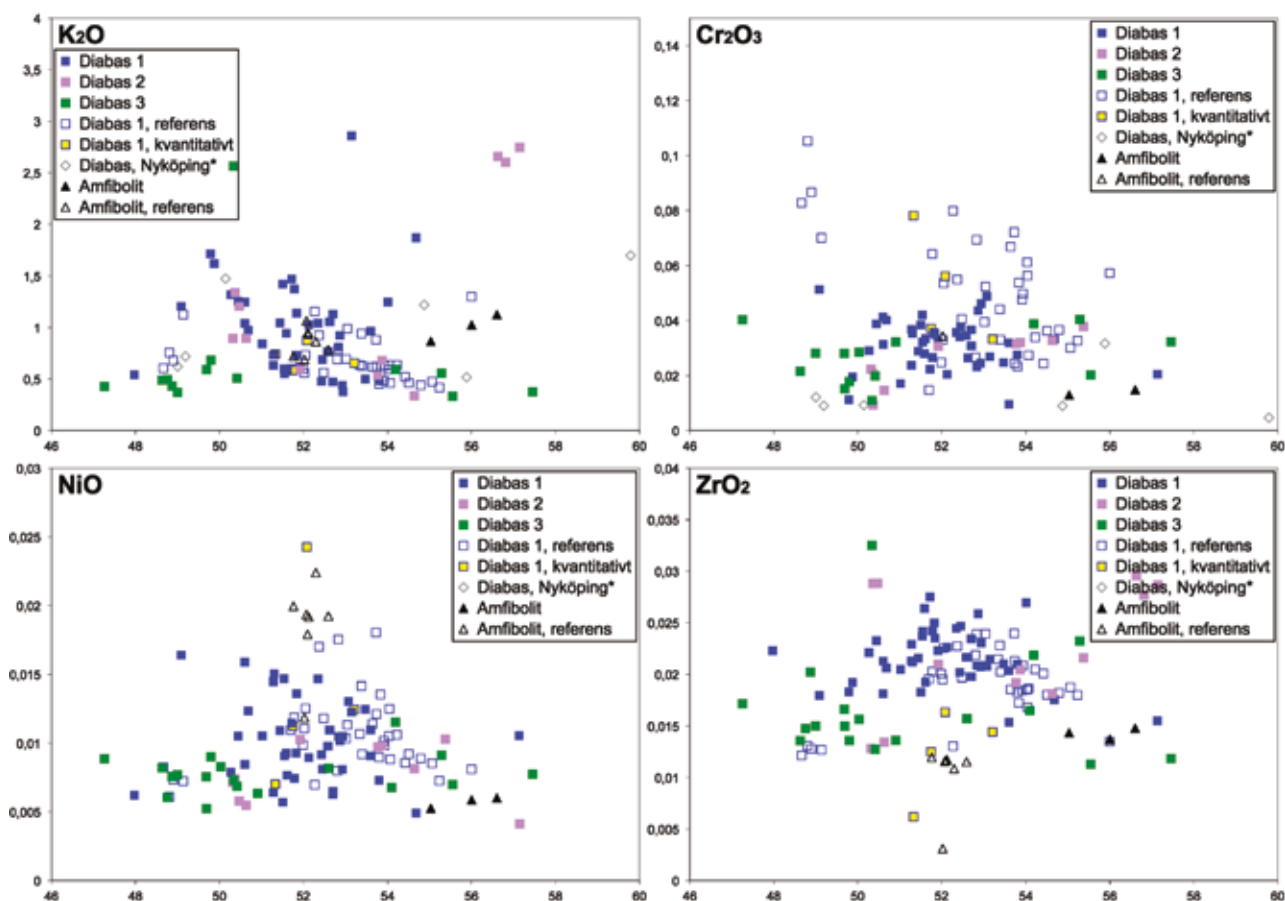 K₂O
4
3,5
3
2,5
2
1,5
1
0,5
0
Diabas 1
Diabas 2
Diabas 3
Diabas 1, referens
Diabas 1, kvantitativt
Diabas, Nyköping*
Amfibolit
Amfibolit, referens
46 48 50 52 54 56 58 60
Cr₂O₃
0,14
0,12
0,1
0,08
0,06
0,04
0,02
0
Diabas 1
Diabas 2
Diabas 3
Diabas 1, referens
Diabas 1, kvantitativt
Diabas, Nyköping*
Amfibolit
Amfibolit, referens
46 48 50 52 54 56 58 60
NiO
0,03
0,025
0,02
0,015
0,01
0,005
0
Diabas 1
Diabas 2
Diabas 3
Diabas 1, referens
Diabas 1, kvantitativt
Diabas, Nyköping*
Amfibolit
Amfibolit, referens
46 48 50 52 54 56 58 60
ZrO₂
0,04
0,035
0,03
0,025
0,02
0,015
0,01
0,005
0
Diabas 1
Diabas 2
Diabas 3
Diabas 1, referens
Diabas 1, kvantitativt
Diabas, Nyköping*
Amfibolit
Amfibolit, referens
46 48 50 52 54 56 58 60